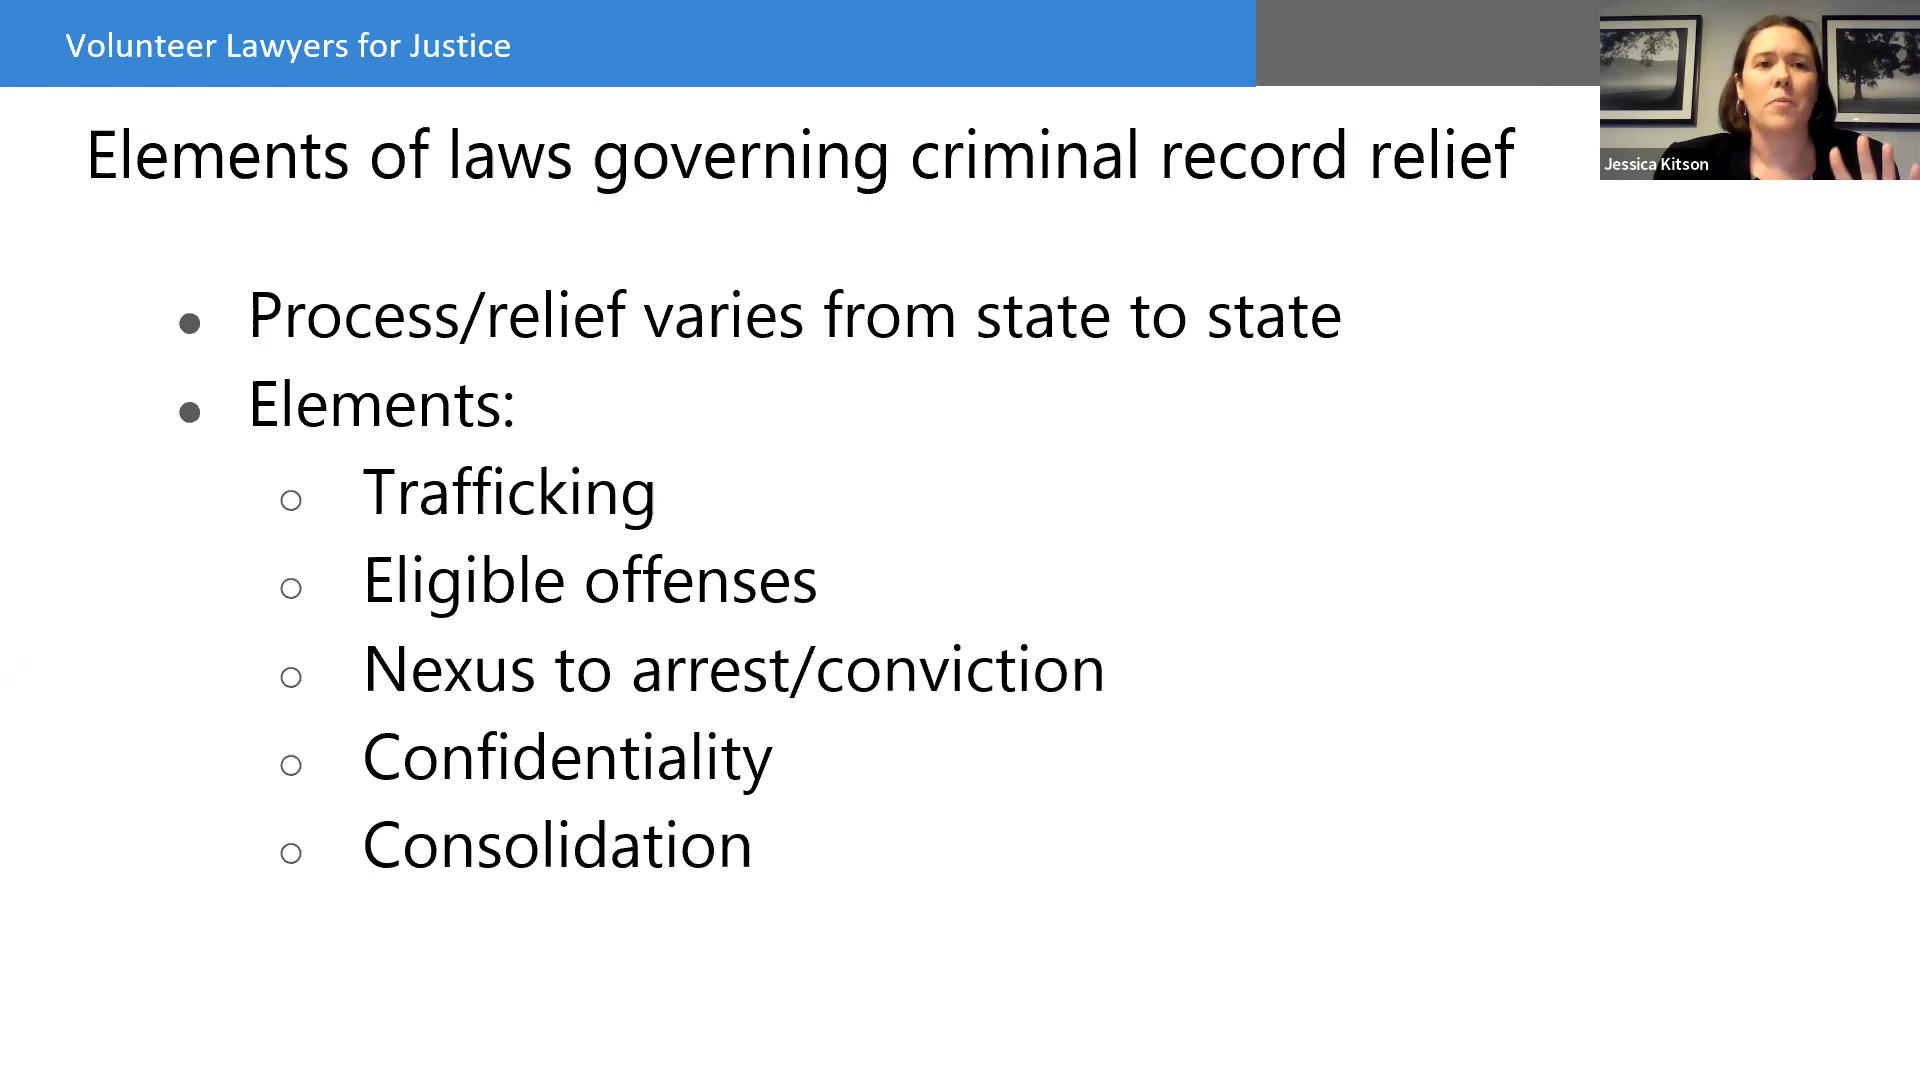 Volunteer Lawyers for Justice
Jessica Kitson
Elements of laws governing criminal record relief
● Process/relief varies from state to state
● Elements:
○ Trafficking
○ Eligible offenses
○ Nexus to arrest/conviction
○ Confidentiality
○ Consolidation